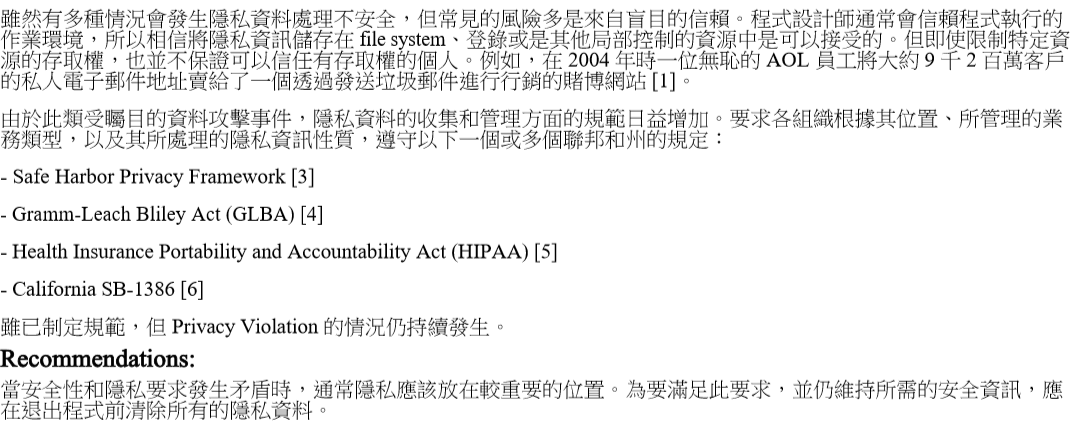 雖然有多種情況會發生隱私資料處理不安全，但常見的風險多是來自盲目的信賴。程式設計師通常會信賴程式執行的
作業環境，所以相信將隱私資訊儲存在 file system、登錄或是其他局部控制的資源中是可以接受的。但即使限制特定資
源的存取權，也並不保證可以信任有存取權的個人。例如，在 2004 年時一位無恥的 AOL 員工將大約 9 千 2 百萬客戶
的私人電子郵件地址賣給了一個透過發送垃圾郵件進行行銷的賭博網站 [1]。
由於此類受矚目的資料攻擊事件，隱私資料的收集和管理方面的規範日益增加。要求各組織根據其位置、所管理的業
務類型，以及其所處理的隱私資訊性質，遵守以下一個或多個聯邦和州的規定：
- Safe Harbor Privacy Framework [3]
- Gramm-Leach Bliley Act (GLBA) [4]
- Health Insurance Portability and Accountability Act (HIPAA) [5]
- California SB-1386 [6]
雖已制定規範，但 Privacy Violation 的情況仍持續發生。
Recommendations:
當安全性和隱私要求發生矛盾時，通常隱私應該放在較重要的位置。為要滿足此要求，並仍維持所需的安全資訊，應
在退出程式前清除所有的隱私資料。